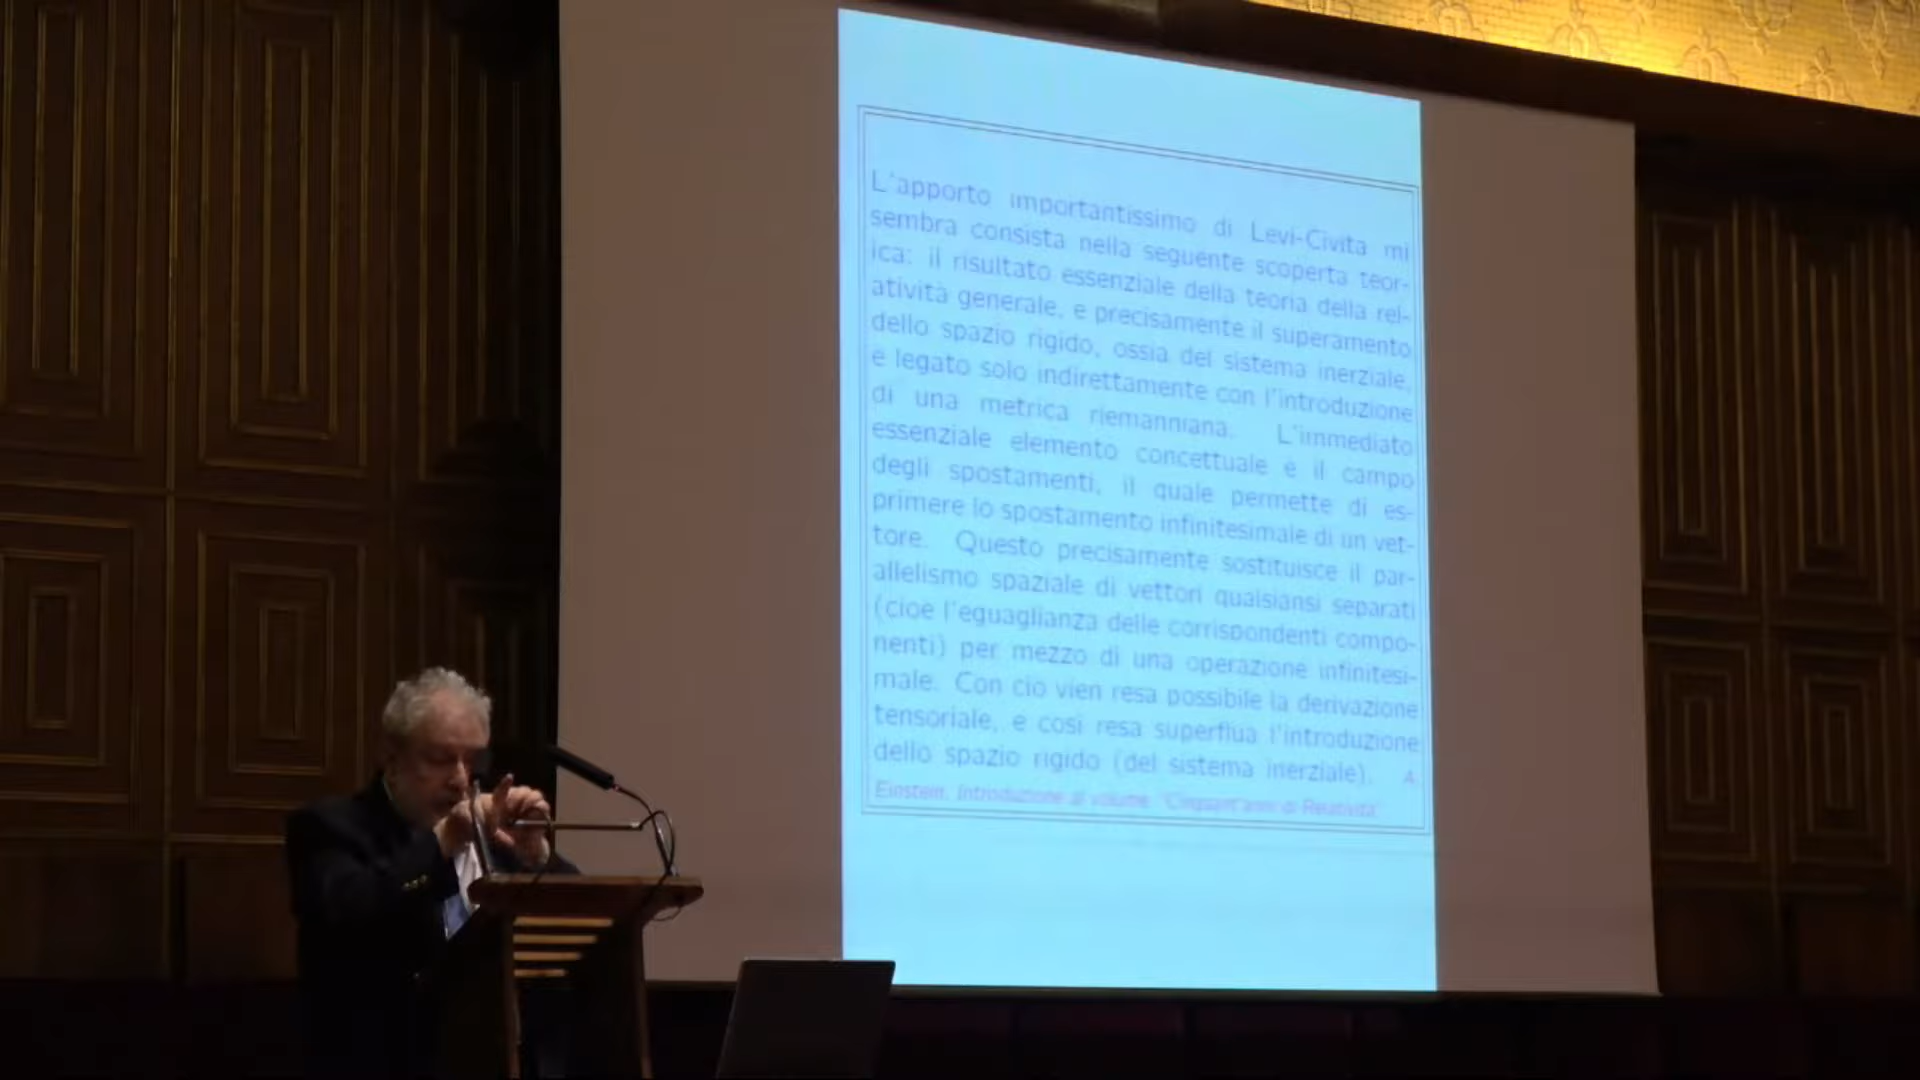 L'apporto importantissimo di Levi-Civita mi
sembra consista nella seguente scoperta teor-
ica: il risultato essenziale della teoria della rel-
atività generale, e precisamente il superamento
dello spazio rigido, ossia del sistema inerziale,
è legato solo indirettamente con l'introduzione
di una metrica riemanniana. L'immediato
essenziale elemento concettuale è il campo
degli spostamenti, il quale permette di es-
primere lo spostamento infinitesimale di un vet-
tore. Questo precisamente sostituisce il par-
allelismo spaziale di vettori qualsiansi separati
(cioè l'eguaglianza delle corrispondenti compo-
nenti) per mezzo di una operazione infinitesi-
male. Con ciò vien resa possibile la derivazione
tensoriale, e così resa superflua l'introduzione
dello spazio rigido (del sistema inerziale). A.
Einstein, Introduzione al volume "Cinquant'anni di Relatività"